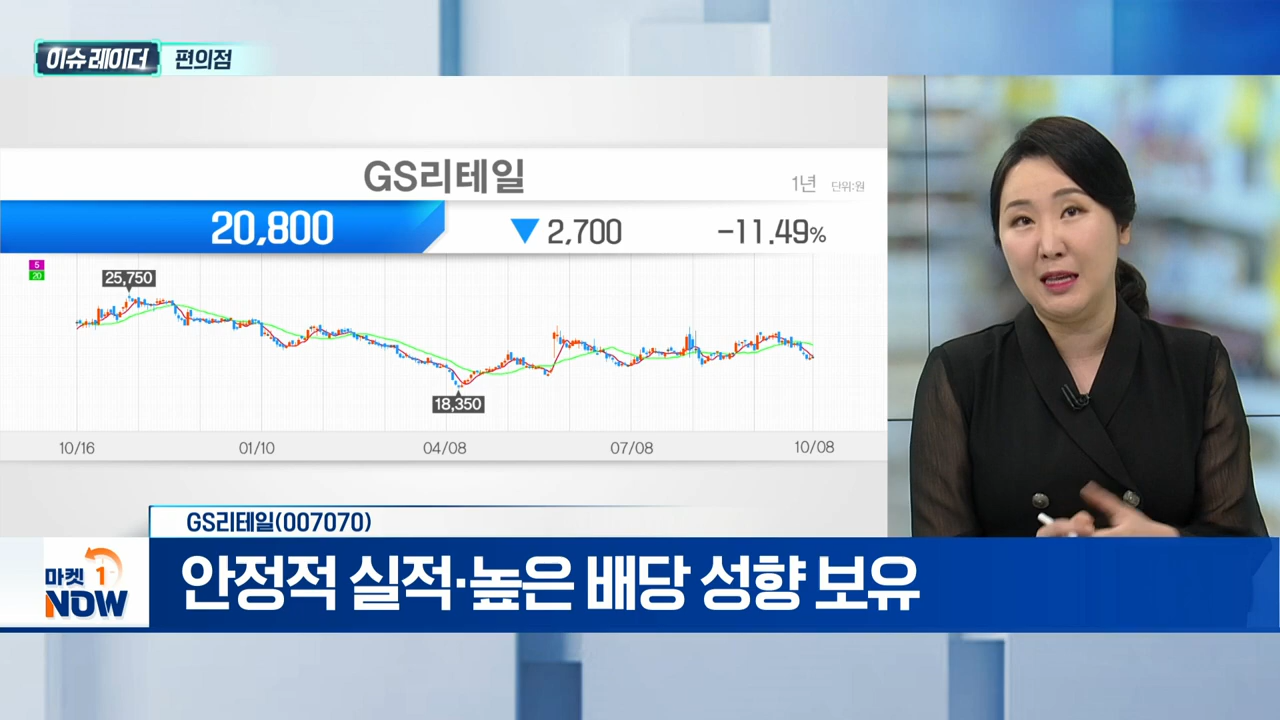 이슈 레이더 편의점
GS리테일
1년 단위:원
20,800 ▼ 2,700 -11.49%
5
20
25,750
18,350
10/16 01/10 04/08 07/08 10/08
GS리테일(007070)
마켓 1
NOW
안정적 실적·높은 배당 성향 보유